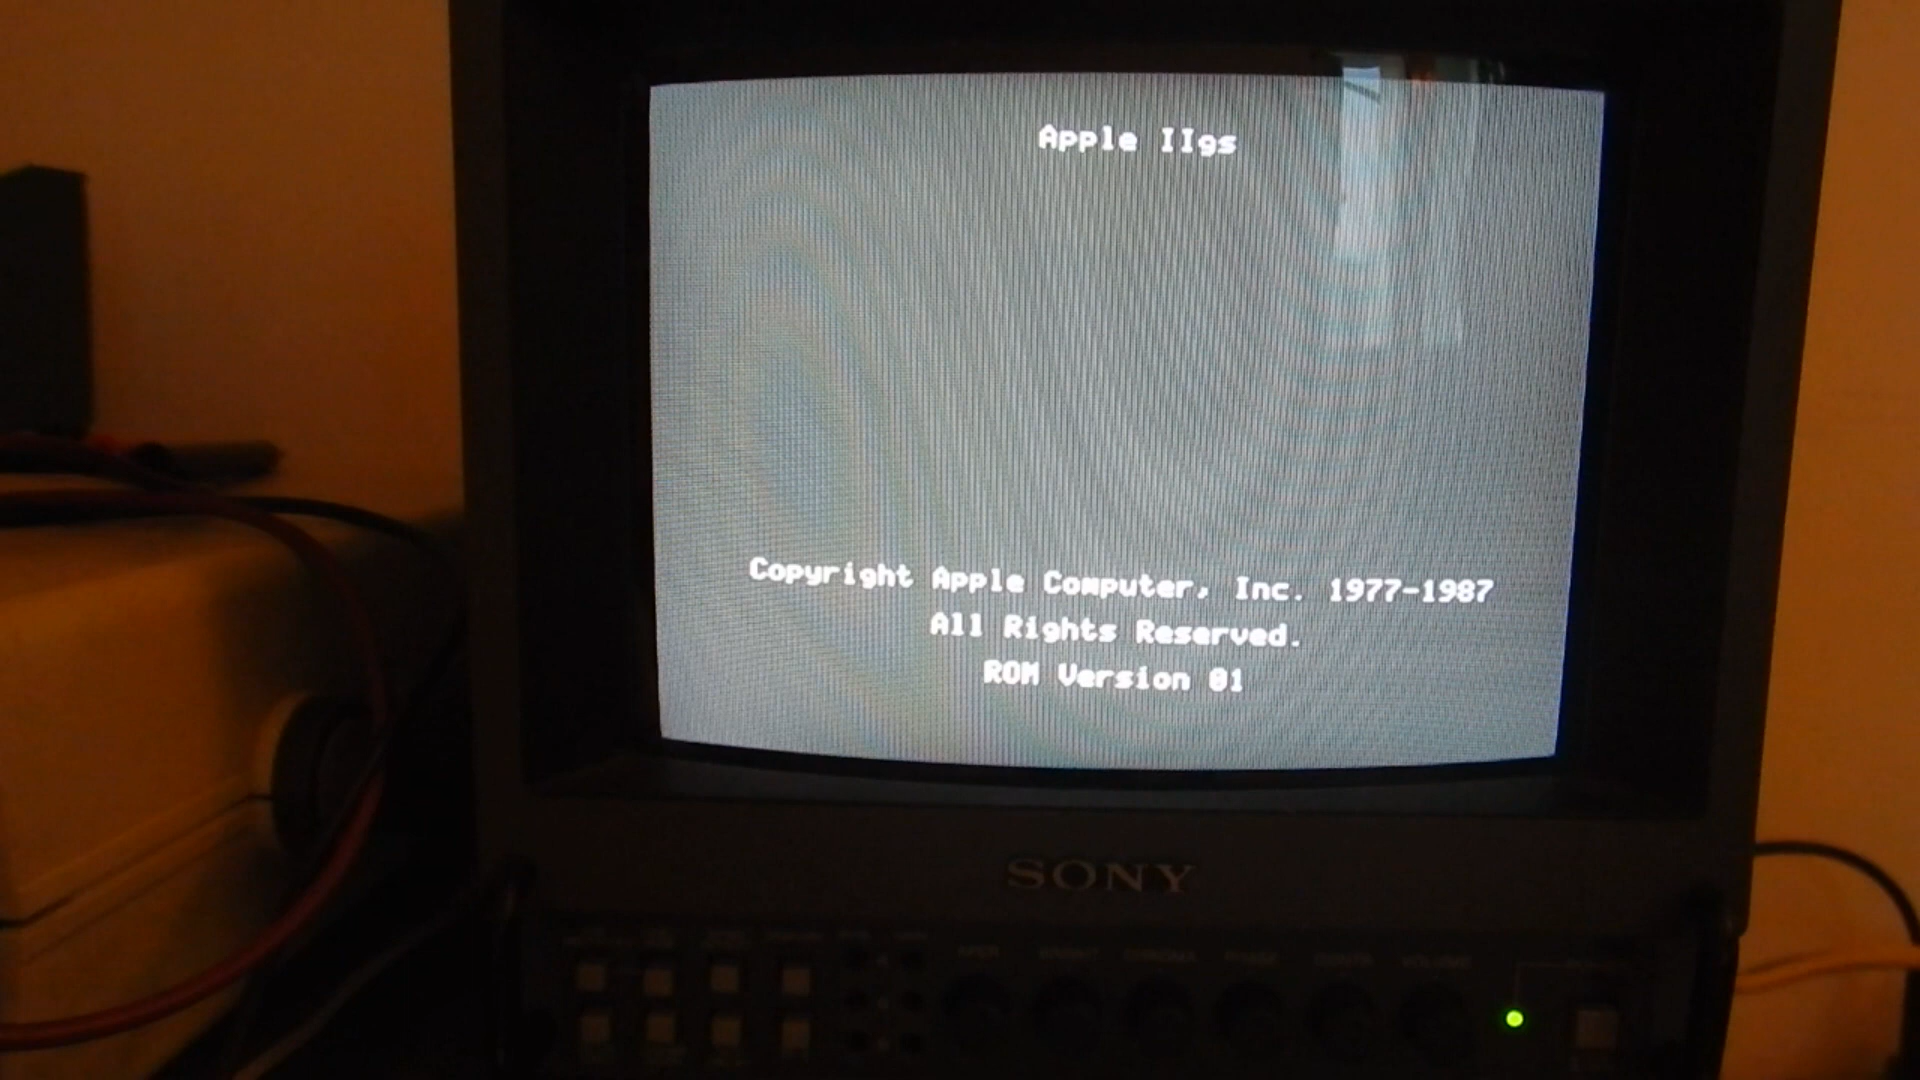 Apple IIgs
Copyright Apple Computer, Inc. 1977-1987
All Rights Reserved.
ROM Version 01
SONY